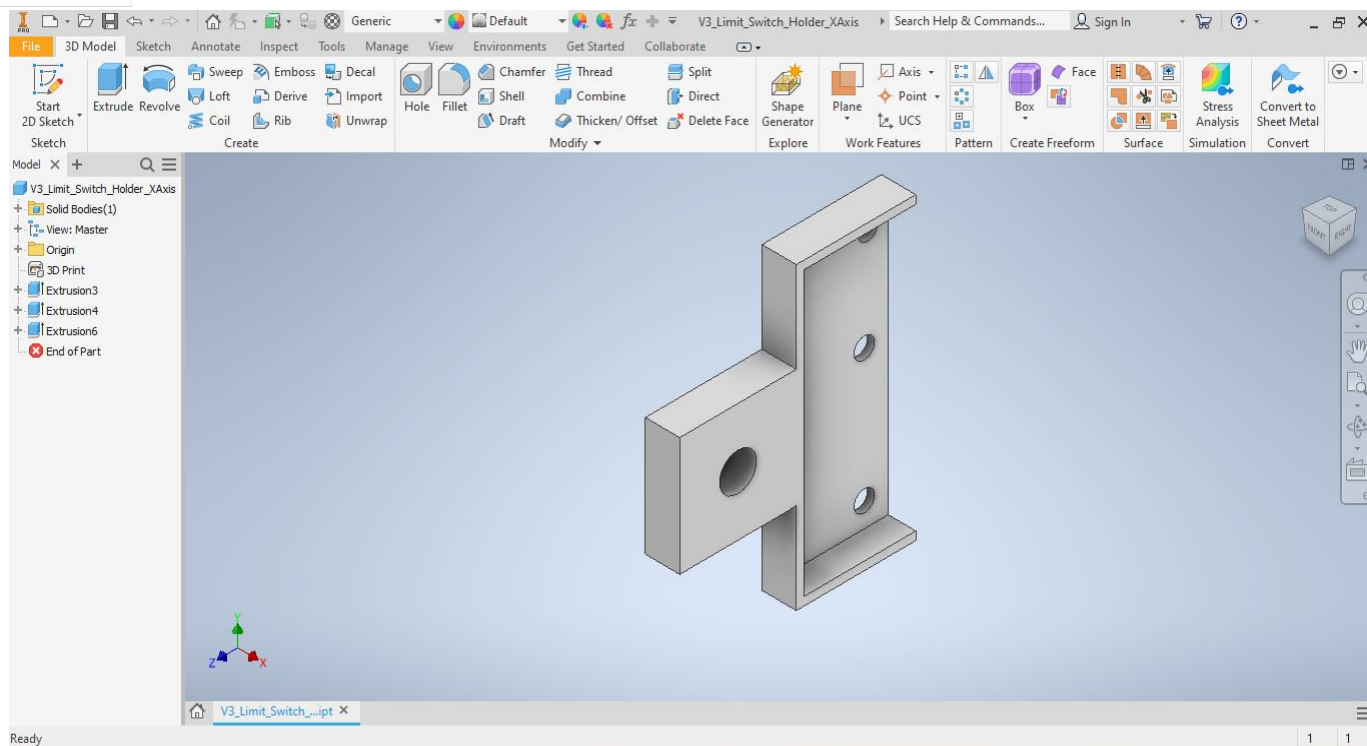 PRO
Generic
Default
fx
V3_Limit_Switch_Holder_XAxis
Search Help & Commands...
Sign In
File
3D Model
Sketch
Annotate
Inspect
Tools
Manage
View
Environments
Get Started
Collaborate
Start
2D Sketch
Extrude
Revolve
Sweep
Emboss
Decal
Loft
Derive
Import
Coil
Rib
Unwrap
Hole
Fillet
Chamfer
Thread
Split
Shell
Combine
Direct
Draft
Thicken/ Offset
Delete Face
Shape
Generator
Plane
Axis
Point
UCS
Box
Face
Stress
Analysis
Convert to
Sheet Metal
Sketch
Create
Modify
Explore
Work Features
Pattern
Create Freeform
Surface
Simulation
Convert
Model
V3_Limit_Switch_Holder_XAxis
Solid Bodies(1)
View: Master
Origin
3D Print
Extrusion3
Extrusion4
Extrusion6
End of Part
TOP
FRONT
RIGHT
Y
Z
X
V3_Limit_Switch_...ipt
Ready
1
1